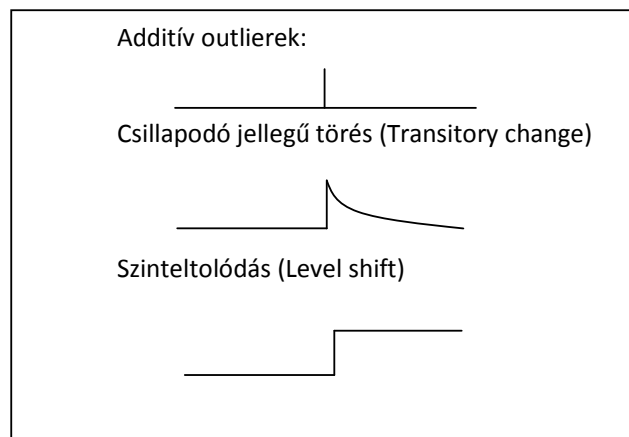 Additív outlierek:
Csillapodó jellegű törés (Transitory change)
Szinteltolódás (Level shift)